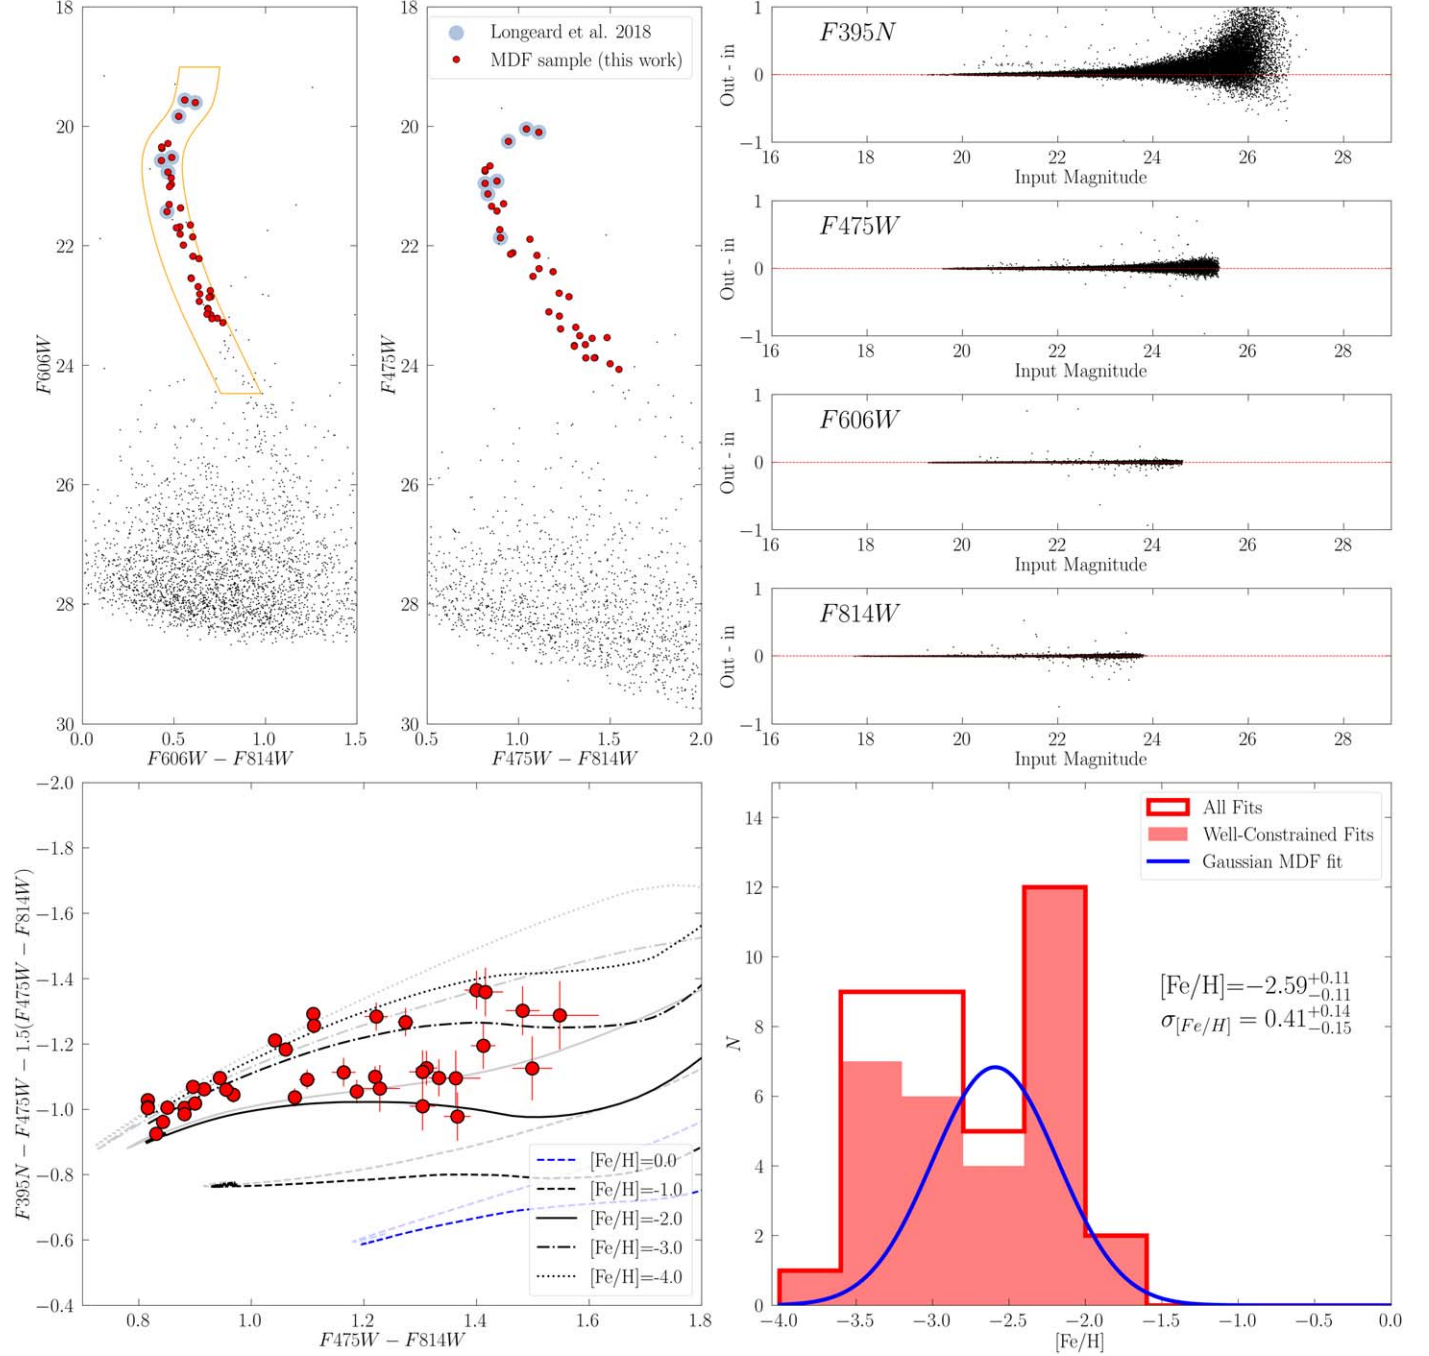 18
20
22
24
26
28
30
F606W
0.0 0.5 1.0 1.5
F606W − F814W
18
20
22
24
26
28
30
F475W
0.5 1.0 1.5 2.0
F475W − F814W
Longeard et al. 2018
MDF sample (this work)
F395N
1
0
−1
Out - in
16 18 20 22 24 26 28
Input Magnitude
F475W
1
0
−1
Out - in
16 18 20 22 24 26 28
Input Magnitude
F606W
1
0
−1
Out - in
16 18 20 22 24 26 28
Input Magnitude
F814W
1
0
−1
Out - in
16 18 20 22 24 26 28
Input Magnitude
−2.0
−1.8
−1.6
−1.4
−1.2
−1.0
−0.8
−0.6
−0.4
F395N − F475W − 1.5(F475W − F814W)
0.8 1.0 1.2 1.4 1.6 1.8
F475W − F814W
[Fe/H]=0.0
[Fe/H]=-1.0
[Fe/H]=-2.0
[Fe/H]=-3.0
[Fe/H]=-4.0
14
12
10
8
6
4
2
0
N
−4.0 −3.5 −3.0 −2.5 −2.0 −1.5 −1.0 −0.5 0.0
[Fe/H]
All Fits
Well-Constrained Fits
Gaussian MDF fit
[Fe/H]=−2.59+0.11−0.11
σ[Fe/H] = 0.41+0.14−0.15